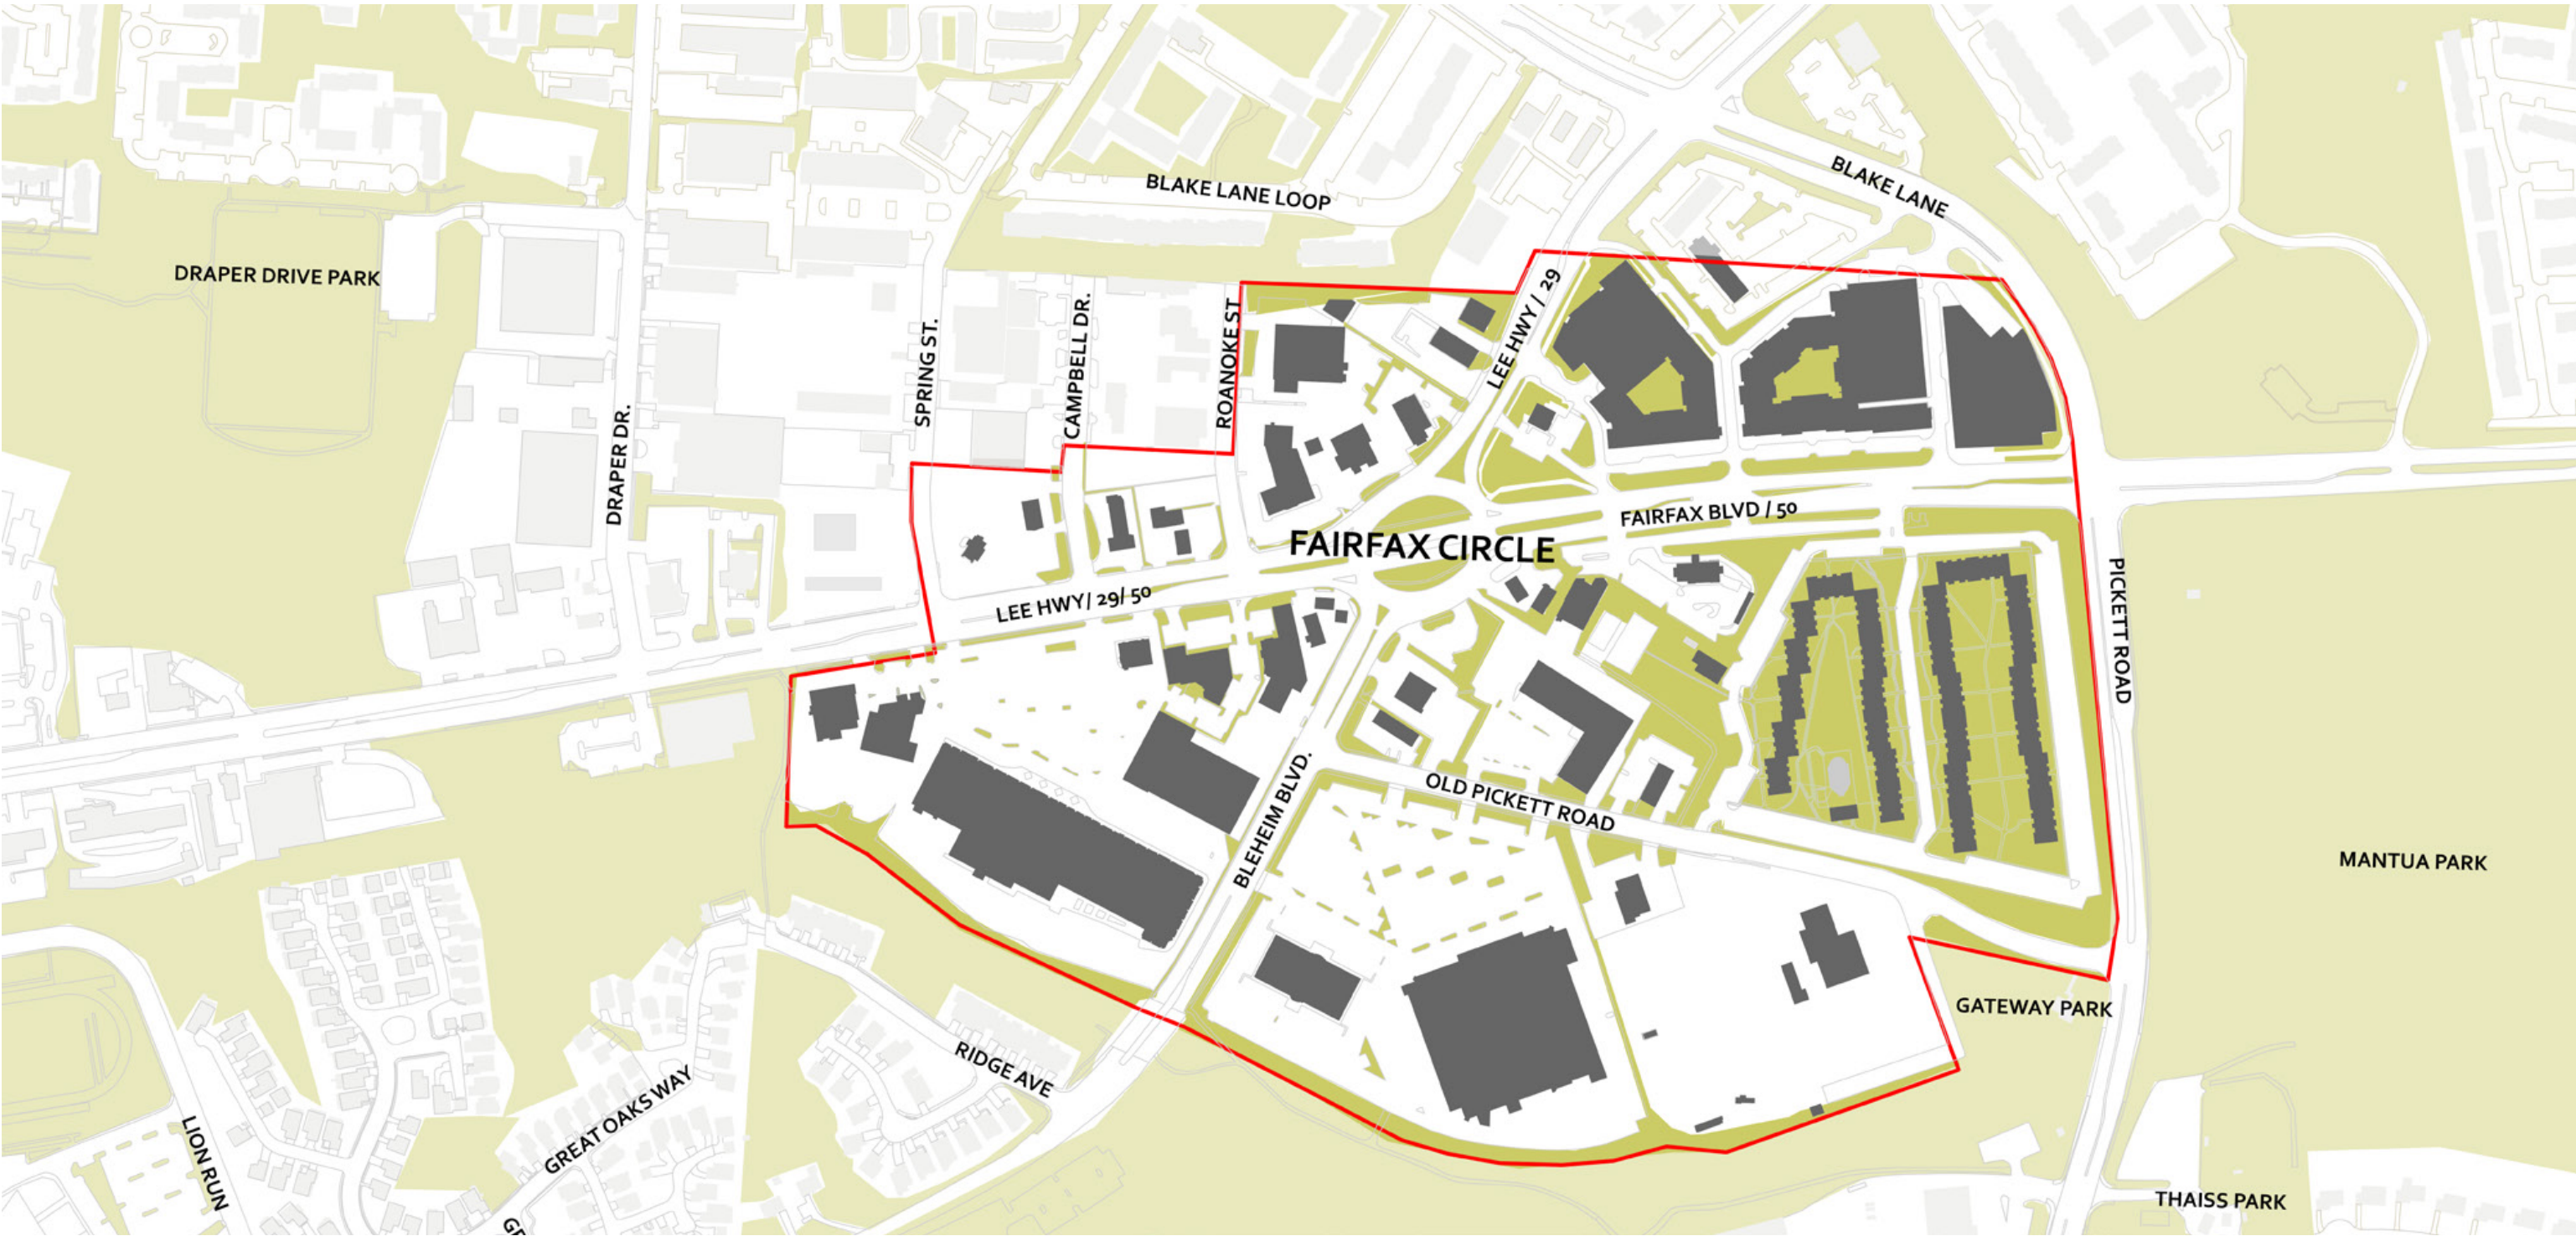 BLAKE LANE
BLAKE LANE LOOP
DRAPER DRIVE PARK
LEE HWY / 29
SPRING ST.
CAMPBELL DR.
ROANOKE ST
DRAPER DR.
FAIRFAX BLVD / 50
FAIRFAX CIRCLE
LEE HWY/ 29/ 50
PICKETT ROAD
OLD PICKETT ROAD
BLEHEIM BLVD.
MANTUA PARK
GATEWAY PARK
RIDGE AVE
GREAT OAKS WAY
LION RUN
THAISS PARK